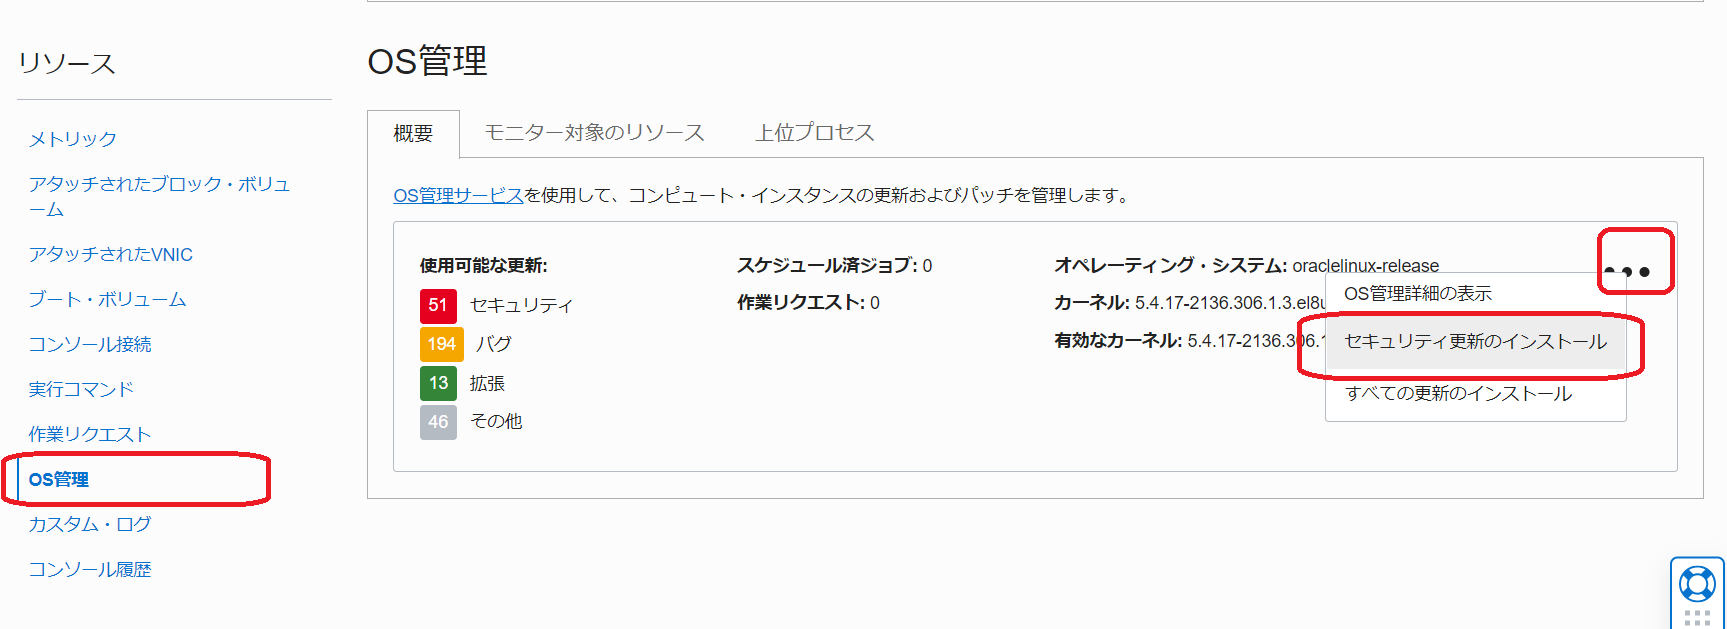 リソース
メトリック
アタッチされたブロック・ボリュ
ーム
アタッチされたVNIC
ブート・ボリューム
コンソール接続
実行コマンド
作業リクエスト
OS管理
カスタム・ログ
コンソール履歴
OS管理
概要
モニター対象のリソース
上位プロセス
OS管理サービスを使用して、コンピュート・インスタンスの更新およびパッチを管理します。
使用可能な更新:
51 セキュリティ
194 バグ
13 拡張
46 その他
スケジュール済ジョブ: 0
作業リクエスト: 0
オペレーティング・システム: oraclelinux-release
カーネル: 5.4.17-2136.306.1.3.el8u
有効なカーネル: 5.4.17-2136.306.1
OS管理詳細の表示
セキュリティ更新のインストール
すべての更新のインストール